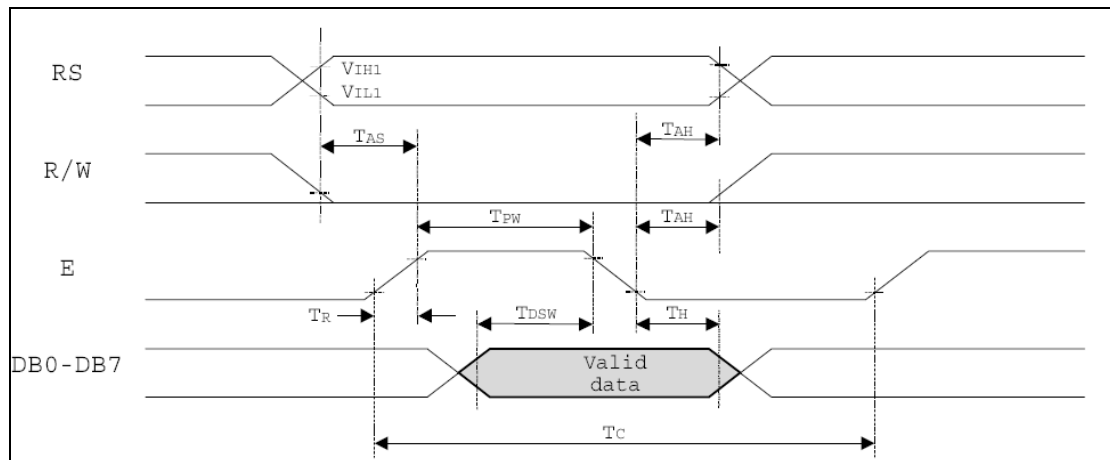 RS
VIH1
VIL1
TAS
TAH
R/W
TPW
TAH
E
TR
TDSW
TH
DB0-DB7
Valid
data
TC